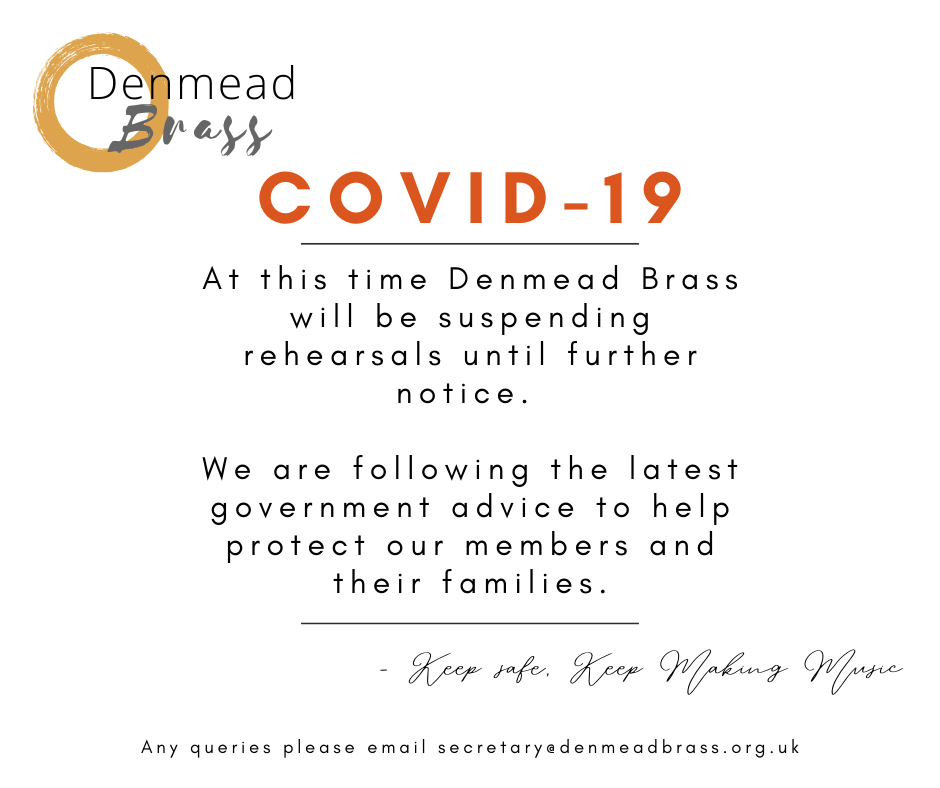 Denmead
Brass
COVID-19
At this time Denmead Brass
will be suspending
rehearsals until further
notice.
We are following the latest
government advice to help
protect our members and
their families.
- Keep safe, Keep Making Music
Any queries please email secretary@denmeadbrass.org.uk